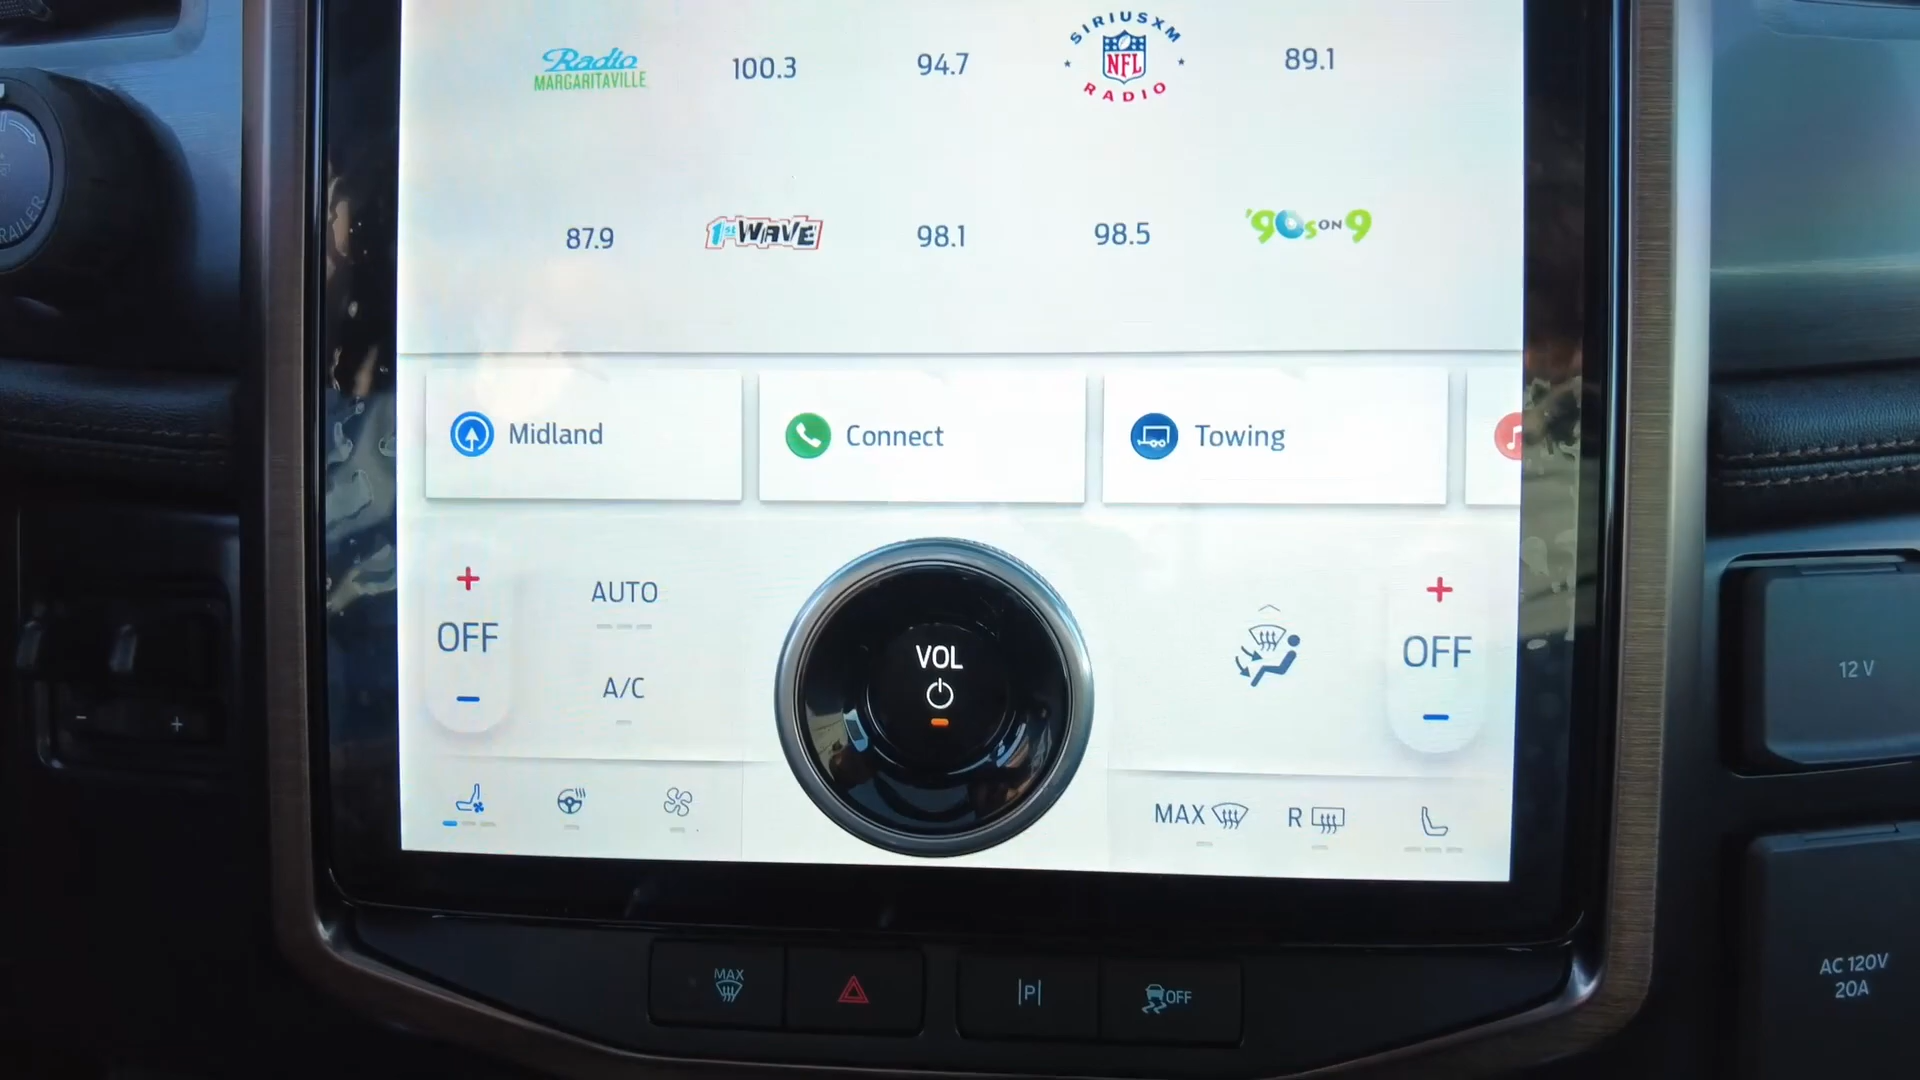 Radio
MARGARITAVILLE
100.3
94.7
SIRIUSXM
NFL
RADIO
89.1
87.9
1st WAVE
98.1
98.5
'90s ON 9
Midland
Connect
Towing
+
OFF
−
AUTO
A/C
VOL
+
OFF
−
MAX
R
− +
12 V
MAX
P
OFF
AC 120V
20A
RAILER